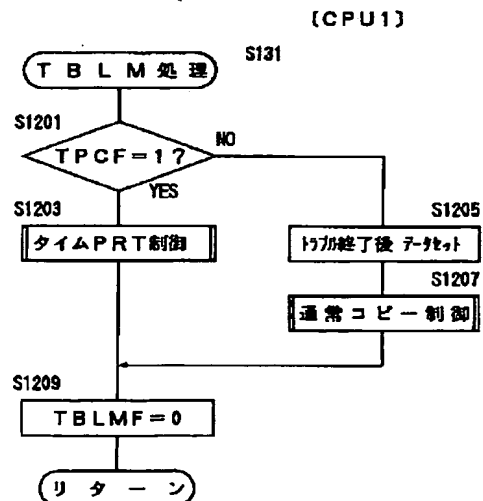 [CPU1]
TBLM処理
S131
S1201
TPCF=1?
NO
YES
S1203
タイムPRT制御
S1205
トラブル終了後 データセット
S1207
通常コピー制御
S1209
TBLMF=0
リターン